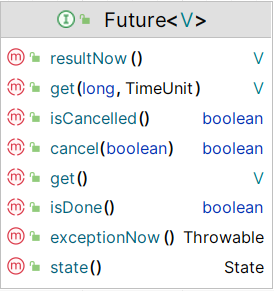 I Future<V>
m resultNow() V
m get(long, TimeUnit) V
m isCancelled() boolean
m cancel(boolean) boolean
m get() V
m isDone() boolean
m exceptionNow() Throwable
m state() State